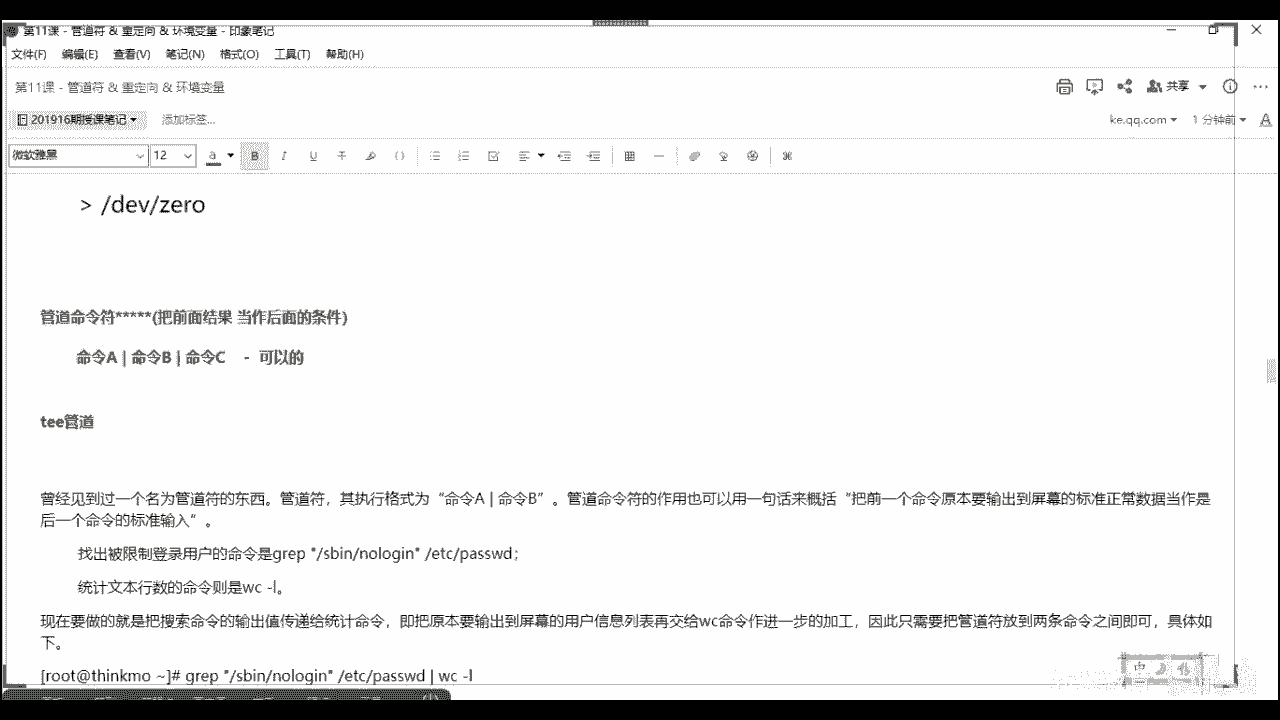 第11课 - 管道符 & 重定向 & 环境变量 - 印象笔记
文件(F) 编辑(E) 查看(V) 笔记(N) 格式(O) 工具(T) 帮助(H)
第11课 - 管道符 & 重定向 & 环境变量
共享
201916期授课笔记 添加标签...
ke.qq.com 1 分钟前
微软雅黑 12
> /dev/zero
管道命令符*****(把前面结果 当作后面的条件)
命令A | 命令B | 命令C - 可以的
tee管道
曾经见到过一个名为管道符的东西。管道符，其执行格式为“命令A | 命令B”。管道命令符的作用也可以用一句话来概括“把前一个命令原本要输出到屏幕的标准正常数据当作是
后一个命令的标准输入”。
找出被限制登录用户的命令是grep "/sbin/nologin" /etc/passwd；
统计文本行数的命令则是wc -l。
现在要做的就是把搜索命令的输出值传递给统计命令，即把原本要输出到屏幕的用户信息列表再交给wc命令作进一步的加工，因此只需要把管道符放到两条命令之间即可，具体如
下。
[root@thinkmo ~]# grep "/sbin/nologin" /etc/passwd | wc -l